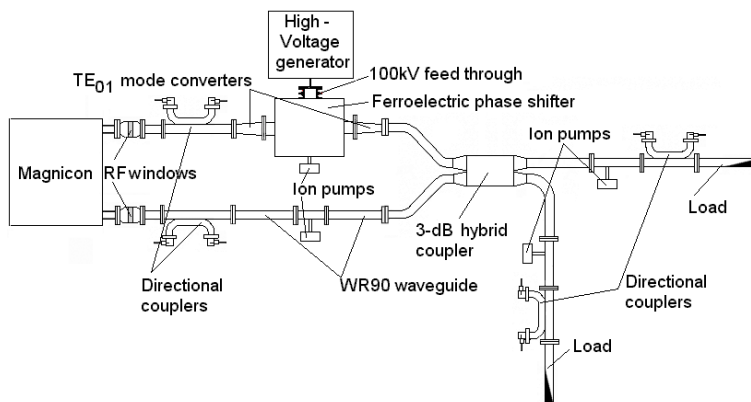 High -
Voltage
generator
TE01 mode converters
100kV feed through
Ferroelectric phase shifter
Ion pumps
Magnicon
RF windows
Ion pumps
Load
3-dB hybrid
coupler
Directional
couplers
WR90 waveguide
Directional
couplers
Load